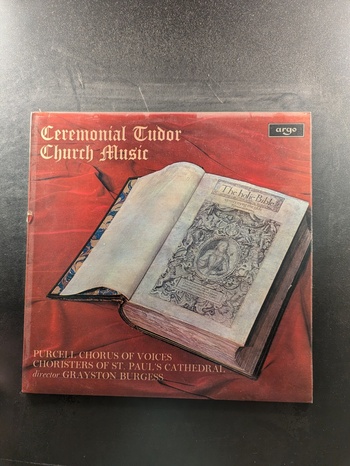 Ceremonial Tudor
Church Music
argo
The holy Bible
PURCELL CHORUS OF VOICES
CHORISTERS OF ST. PAUL'S CATHEDRAL
director GRAYSTON BURGESS